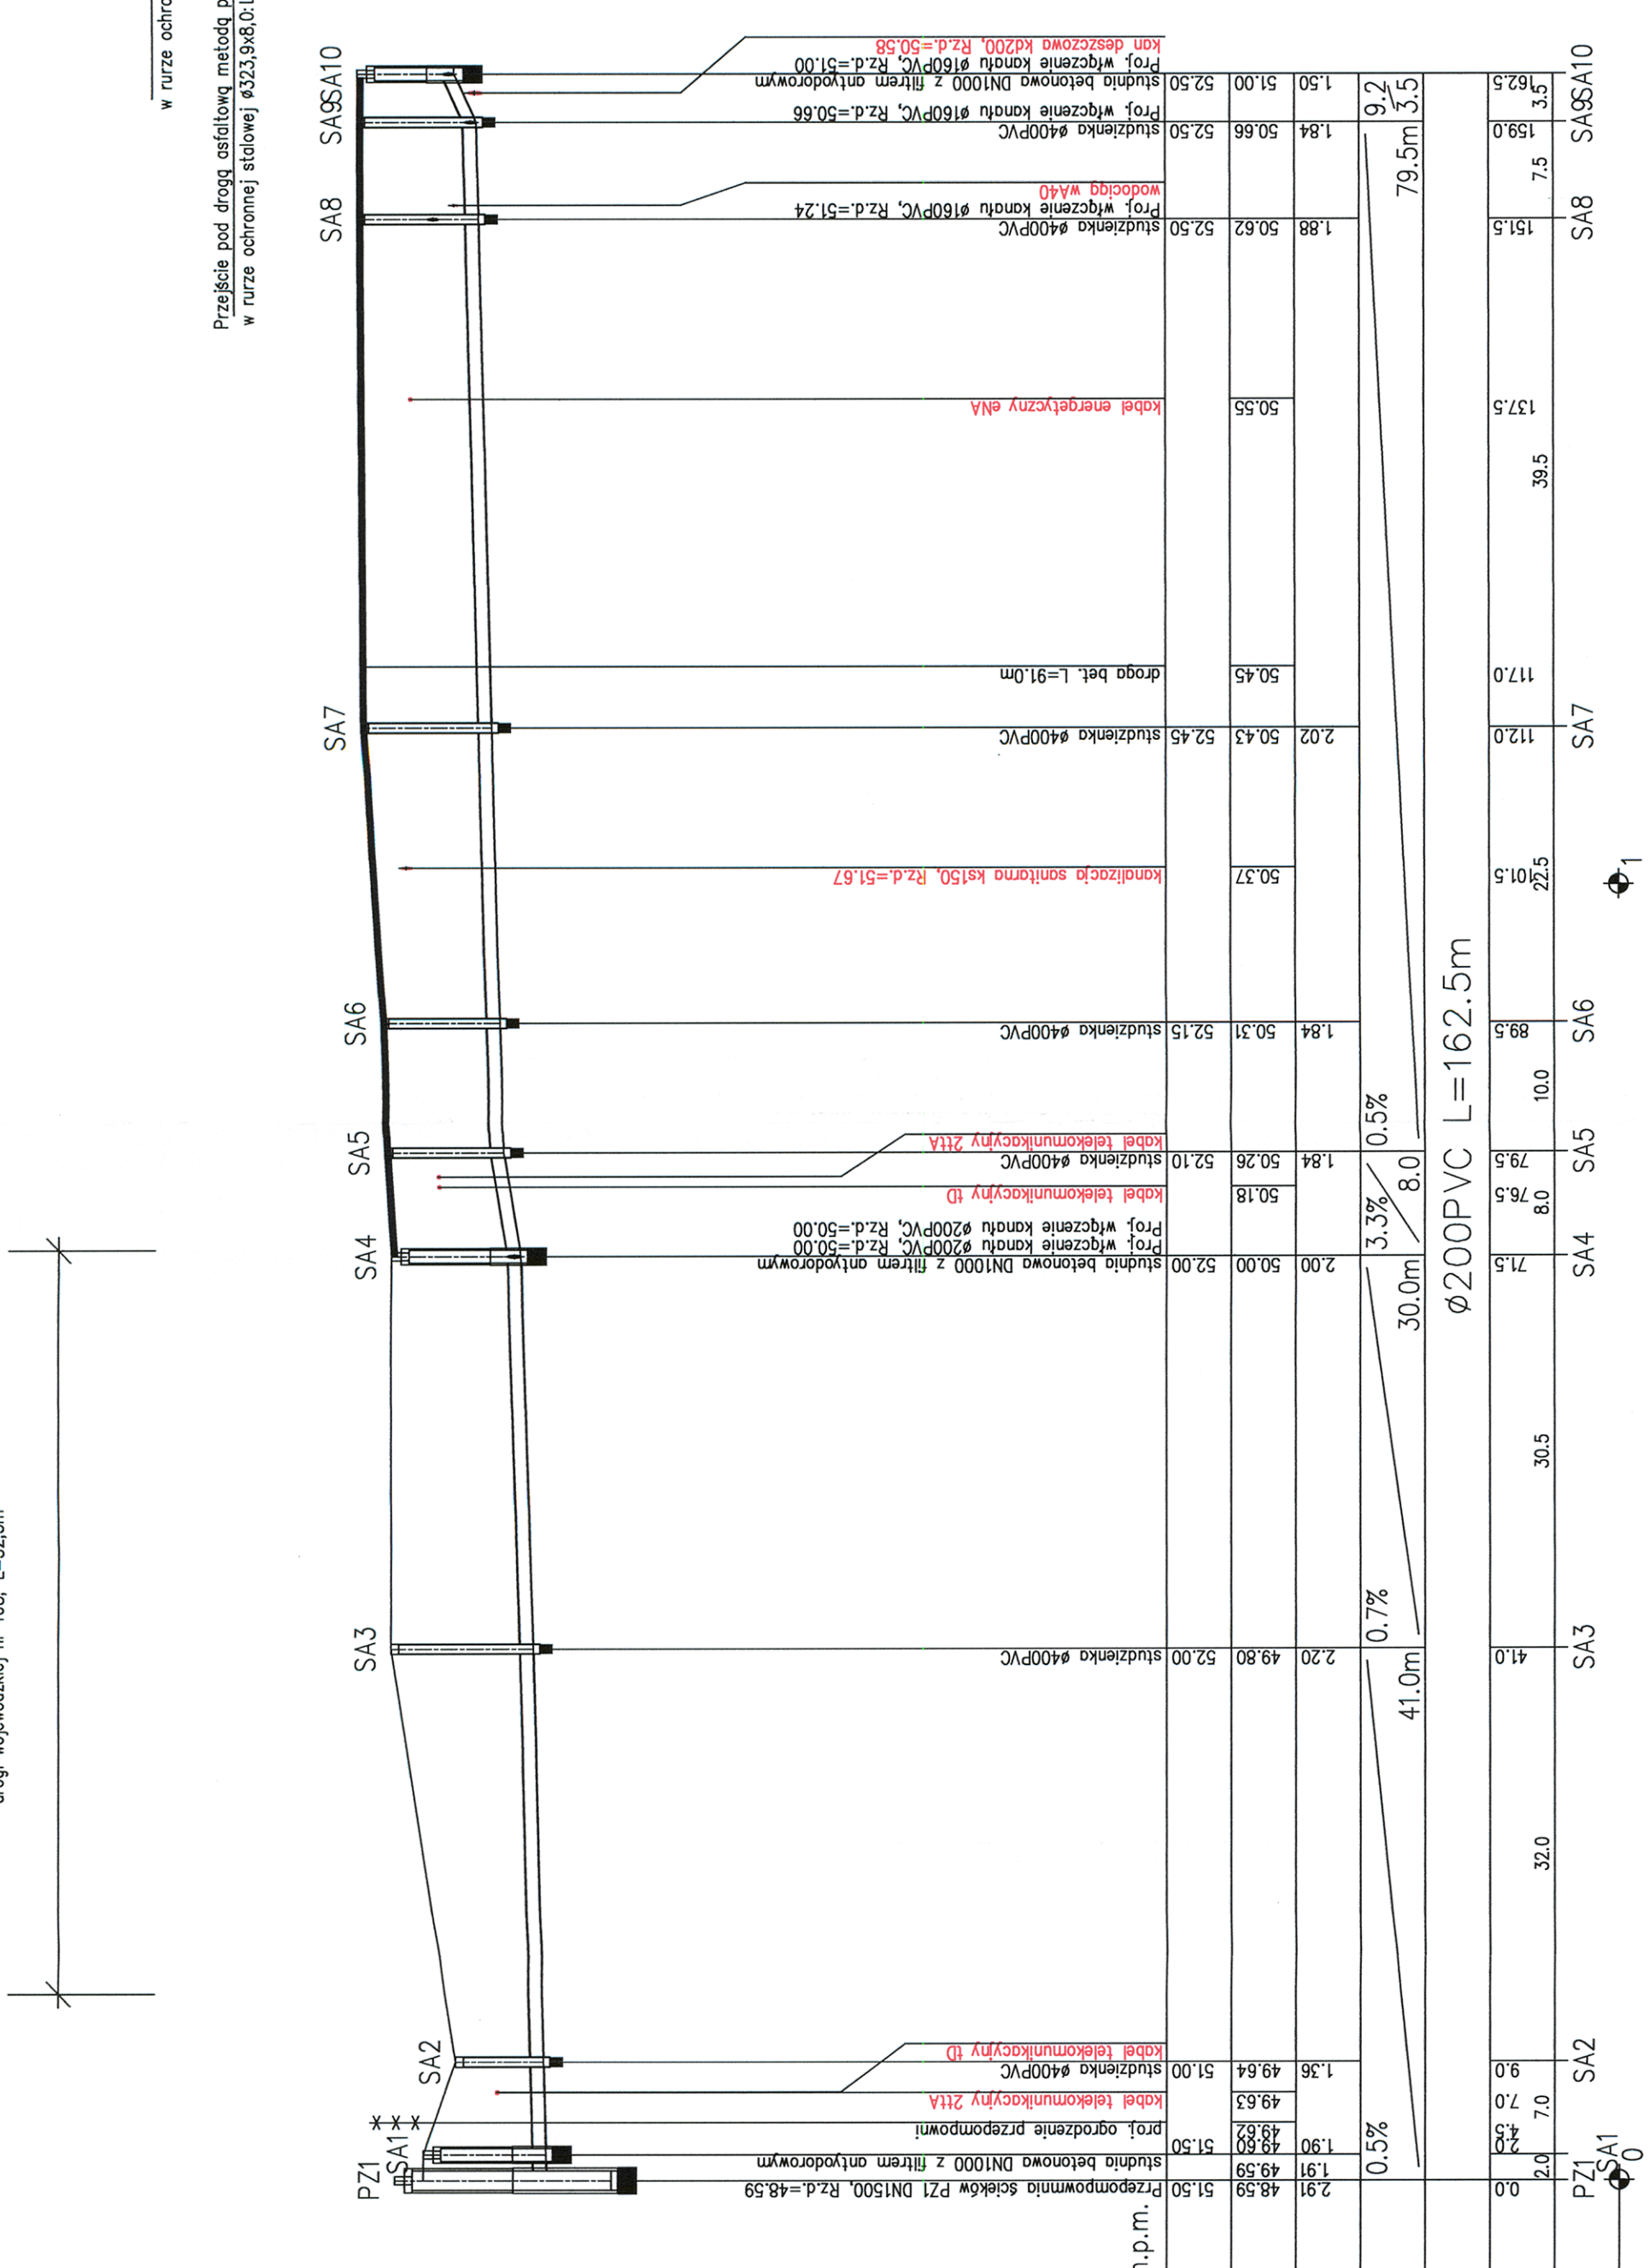 w rurze ochro
Przejście pod drogą asfaltową metodą p
w rurze ochronnej stalowej ø323,9x8,0:L
PZ1
SA1
SA2
SA3
SA4
SA5
SA6
SA7
SA8
SA9
SA10
Przepompownia ścieków PZ1 DN1500, Rz.d.=48.59
studnia betonowa DN1000 z filtrem antyodorowym
proj. ogrodzenie przepompowni
kabel telekomunikacyjny 2ttA
studzienka ø400PVC
kabel telekomunikacyjny tD
studzienka ø400PVC
studnia betonowa DN1000 z filtrem antyodorowym
Proj. włączenie kanału ø200PVC, Rz.d.=50.00
Proj. włączenie kanału ø200PVC, Rz.d.=50.00
kabel telekomunikacyjny tD
studzienka ø400PVC
kabel telekomunikacyjny 2ttA
studzienka ø400PVC
kanalizacja sanitarna ks150, Rz.d.=51.67
studzienka ø400PVC
droga bet. L=91.0m
kabel energetyczny eNA
studzienka ø400PVC
Proj. włączenie kanału ø160PVC, Rz.d.=51.24
wodociąg wA40
studzienka ø400PVC
Proj. włączenie kanału ø160PVC, Rz.d.=50.66
studnia betonowa DN1000 z filtrem antyodorowym
Proj. włączenie kanału ø160PVC, Rz.d.=51.00
kan deszczowa kd200, Rz.d.=50.58
n.p.m.
51.50 51.50 51.00 52.00 52.00 52.10 52.15 52.45 52.50 52.50 52.50
48.59 49.59 49.60 49.62 49.63 49.64 49.80 50.00 50.18 50.26 50.31 50.37 50.43 50.45 50.55 50.62 50.66 51.00
2.91 1.91 1.90 1.36 2.20 2.00 1.84 1.84 2.02 1.88 1.84 1.50
0.5% 41.0m 0.7% 30.0m 3.3% 8.0 0.5% 79.5m 9.2 3.5
ø200PVC L=162.5m
0.0 2.0 4.5 7.0 9.0 41.0 71.5 76.5 79.5 89.5 101.5 112.0 117.0 137.5 151.5 159.0 162.5
2.0 7.0 32.0 30.5 8.0 10.0 22.5 39.5 7.5 3.5
PZ1 SA1 SA2 SA3 SA4 SA5 SA6 SA7 SA8 SA9 SA10
0 1